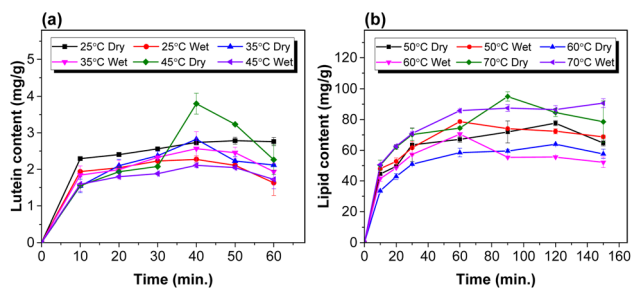 (a)
25°C Dry 25°C Wet 35°C Dry
35°C Wet 45°C Dry 45°C Wet
Lutein content (mg/g)
6
5
4
3
2
1
0
0 10 20 30 40 50 60
Time (min.)
(b)
50°C Dry 50°C Wet 60°C Dry
60°C Wet 70°C Dry 70°C Wet
Lipid content (mg/g)
120
100
80
60
40
20
0
0 20 40 60 80 100 120 140 160
Time (min.)